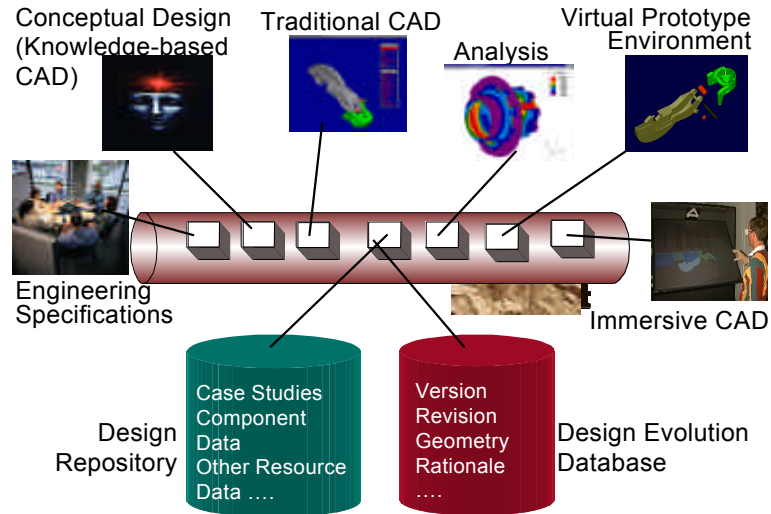 Conceptual Design
(Knowledge-based
CAD)
Traditional CAD
Analysis
Virtual Prototype
Environment
Engineering
Specifications
Immersive CAD
Design
Repository
Case Studies
Component
Data
Other Resource
Data ....
Version
Revision
Geometry
Rationale
....
Design Evolution
Database